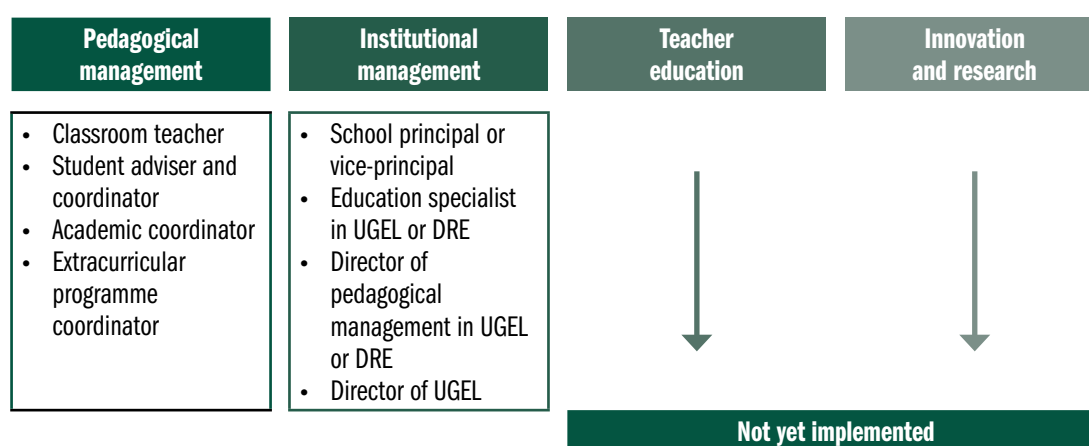 Pedagogical
management
Institutional
management
Teacher
education
Innovation
and research
• Classroom teacher
• Student adviser and
coordinator
• Academic coordinator
• Extracurricular
programme
coordinator
• School principal or
vice-principal
• Education specialist
in UGEL or DRE
• Director of
pedagogical
management in UGEL
or DRE
• Director of UGEL
Not yet implemented